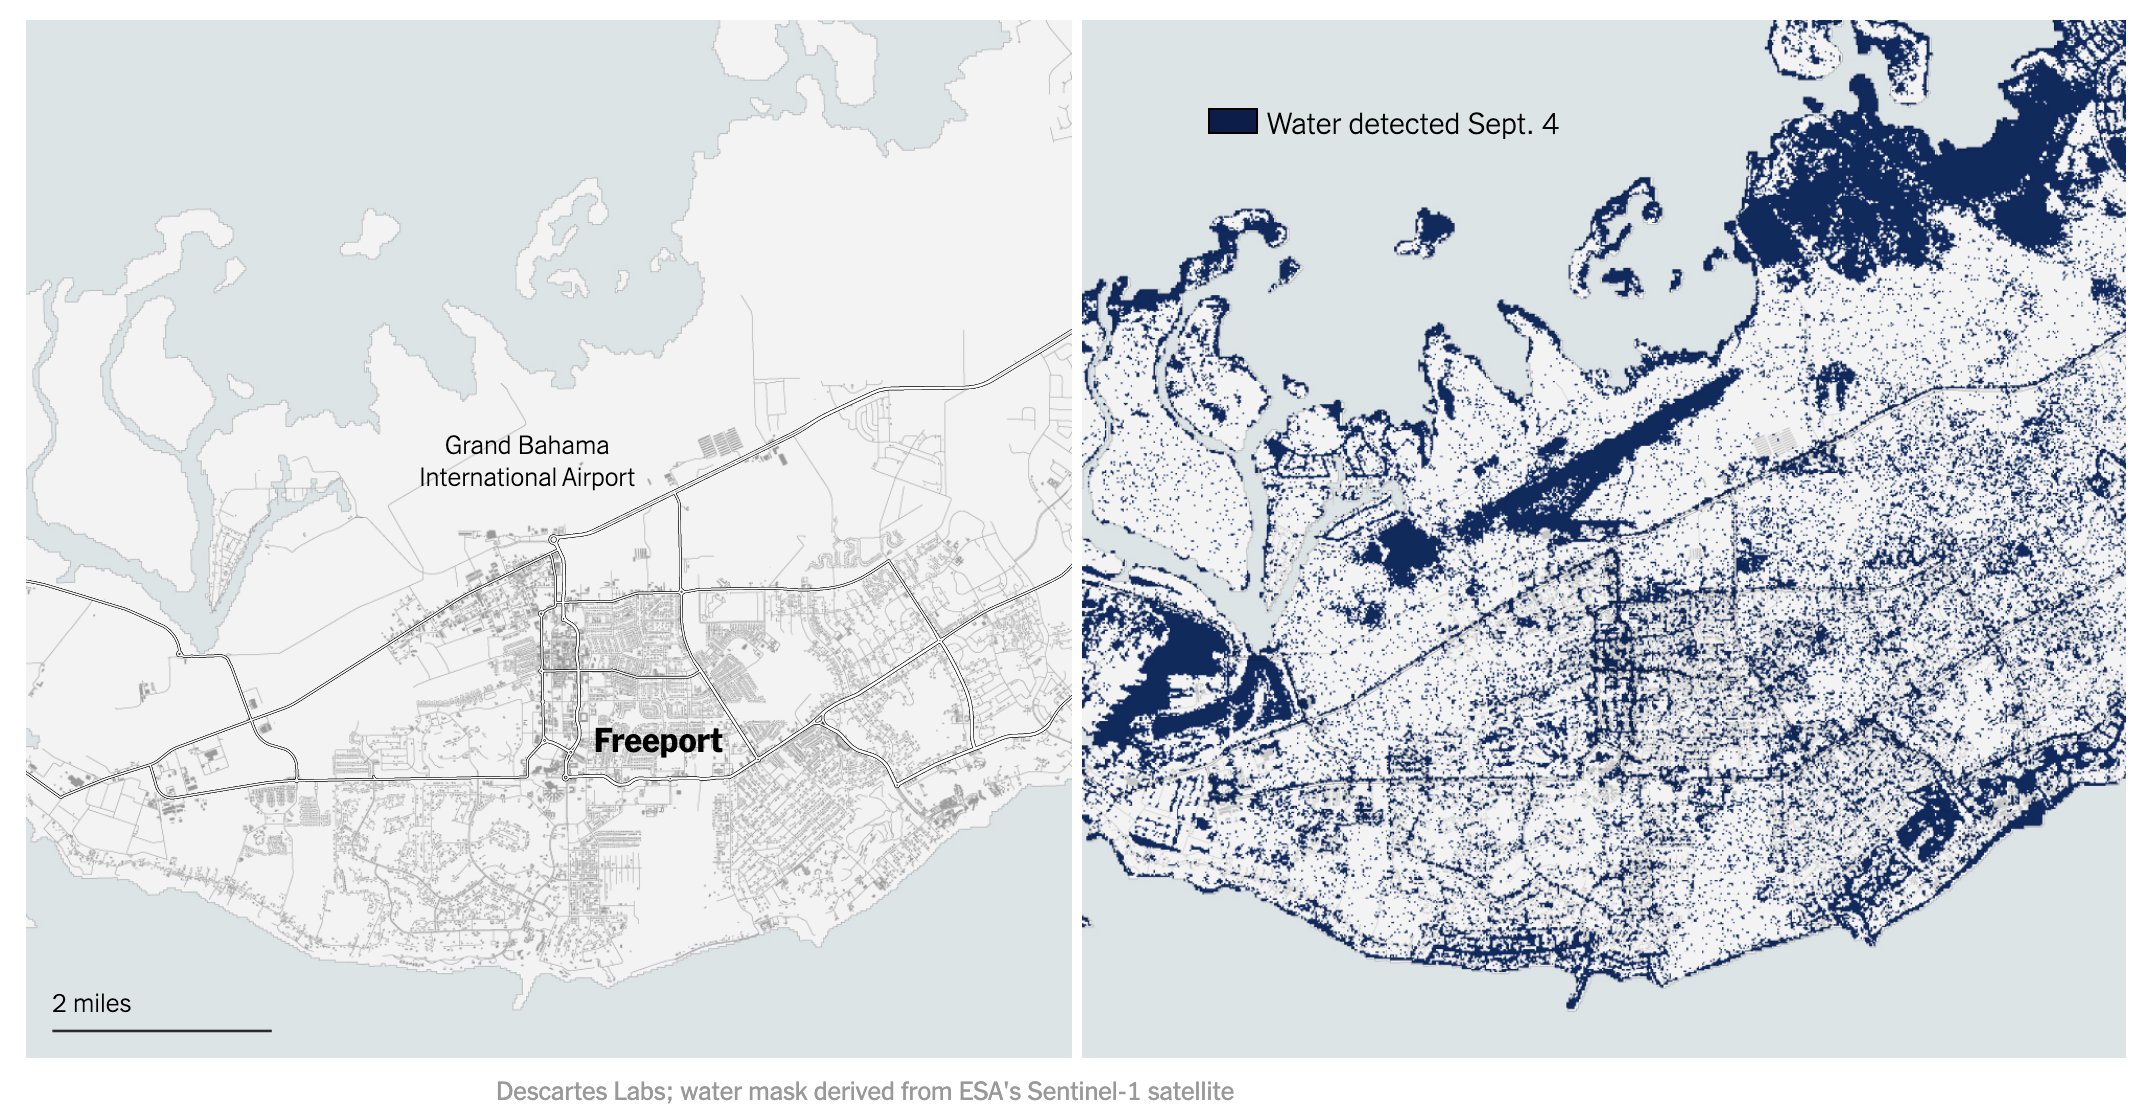 Water detected Sept. 4
Grand Bahama
International Airport
Freeport
2 miles
Descartes Labs; water mask derived from ESA's Sentinel-1 satellite